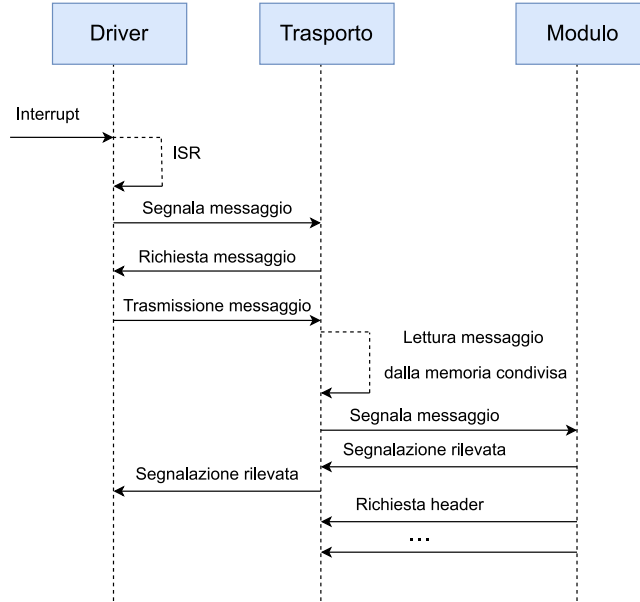 Driver
Trasporto
Modulo
Interrupt
ISR
Segnala messaggio
Richiesta messaggio
Trasmissione messaggio
Lettura messaggio
dalla memoria condivisa
Segnala messaggio
Segnalazione rilevata
Segnalazione rilevata
Richiesta header
...